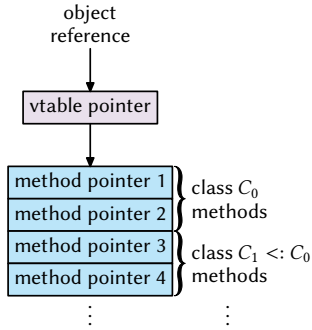 object
reference
vtable pointer
method pointer 1
method pointer 2
class C₀
methods
method pointer 3
method pointer 4
class C₁ <: C₀
methods
⋮ ⋮